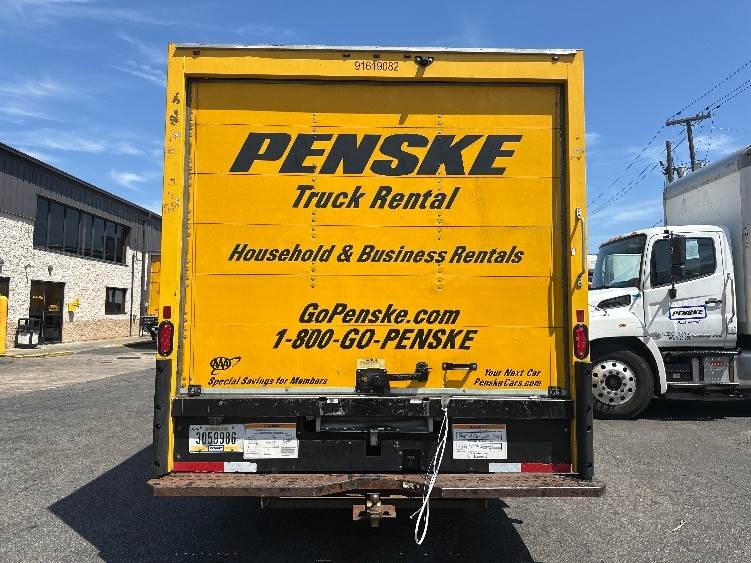 91619082
PENSKE
Truck Rental
Household & Business Rentals
GoPenske.com
1-800-GO-PENSKE
AAA
Special Savings for Members
Your Next Car
PenskeCars.com
3059986
PENSKE